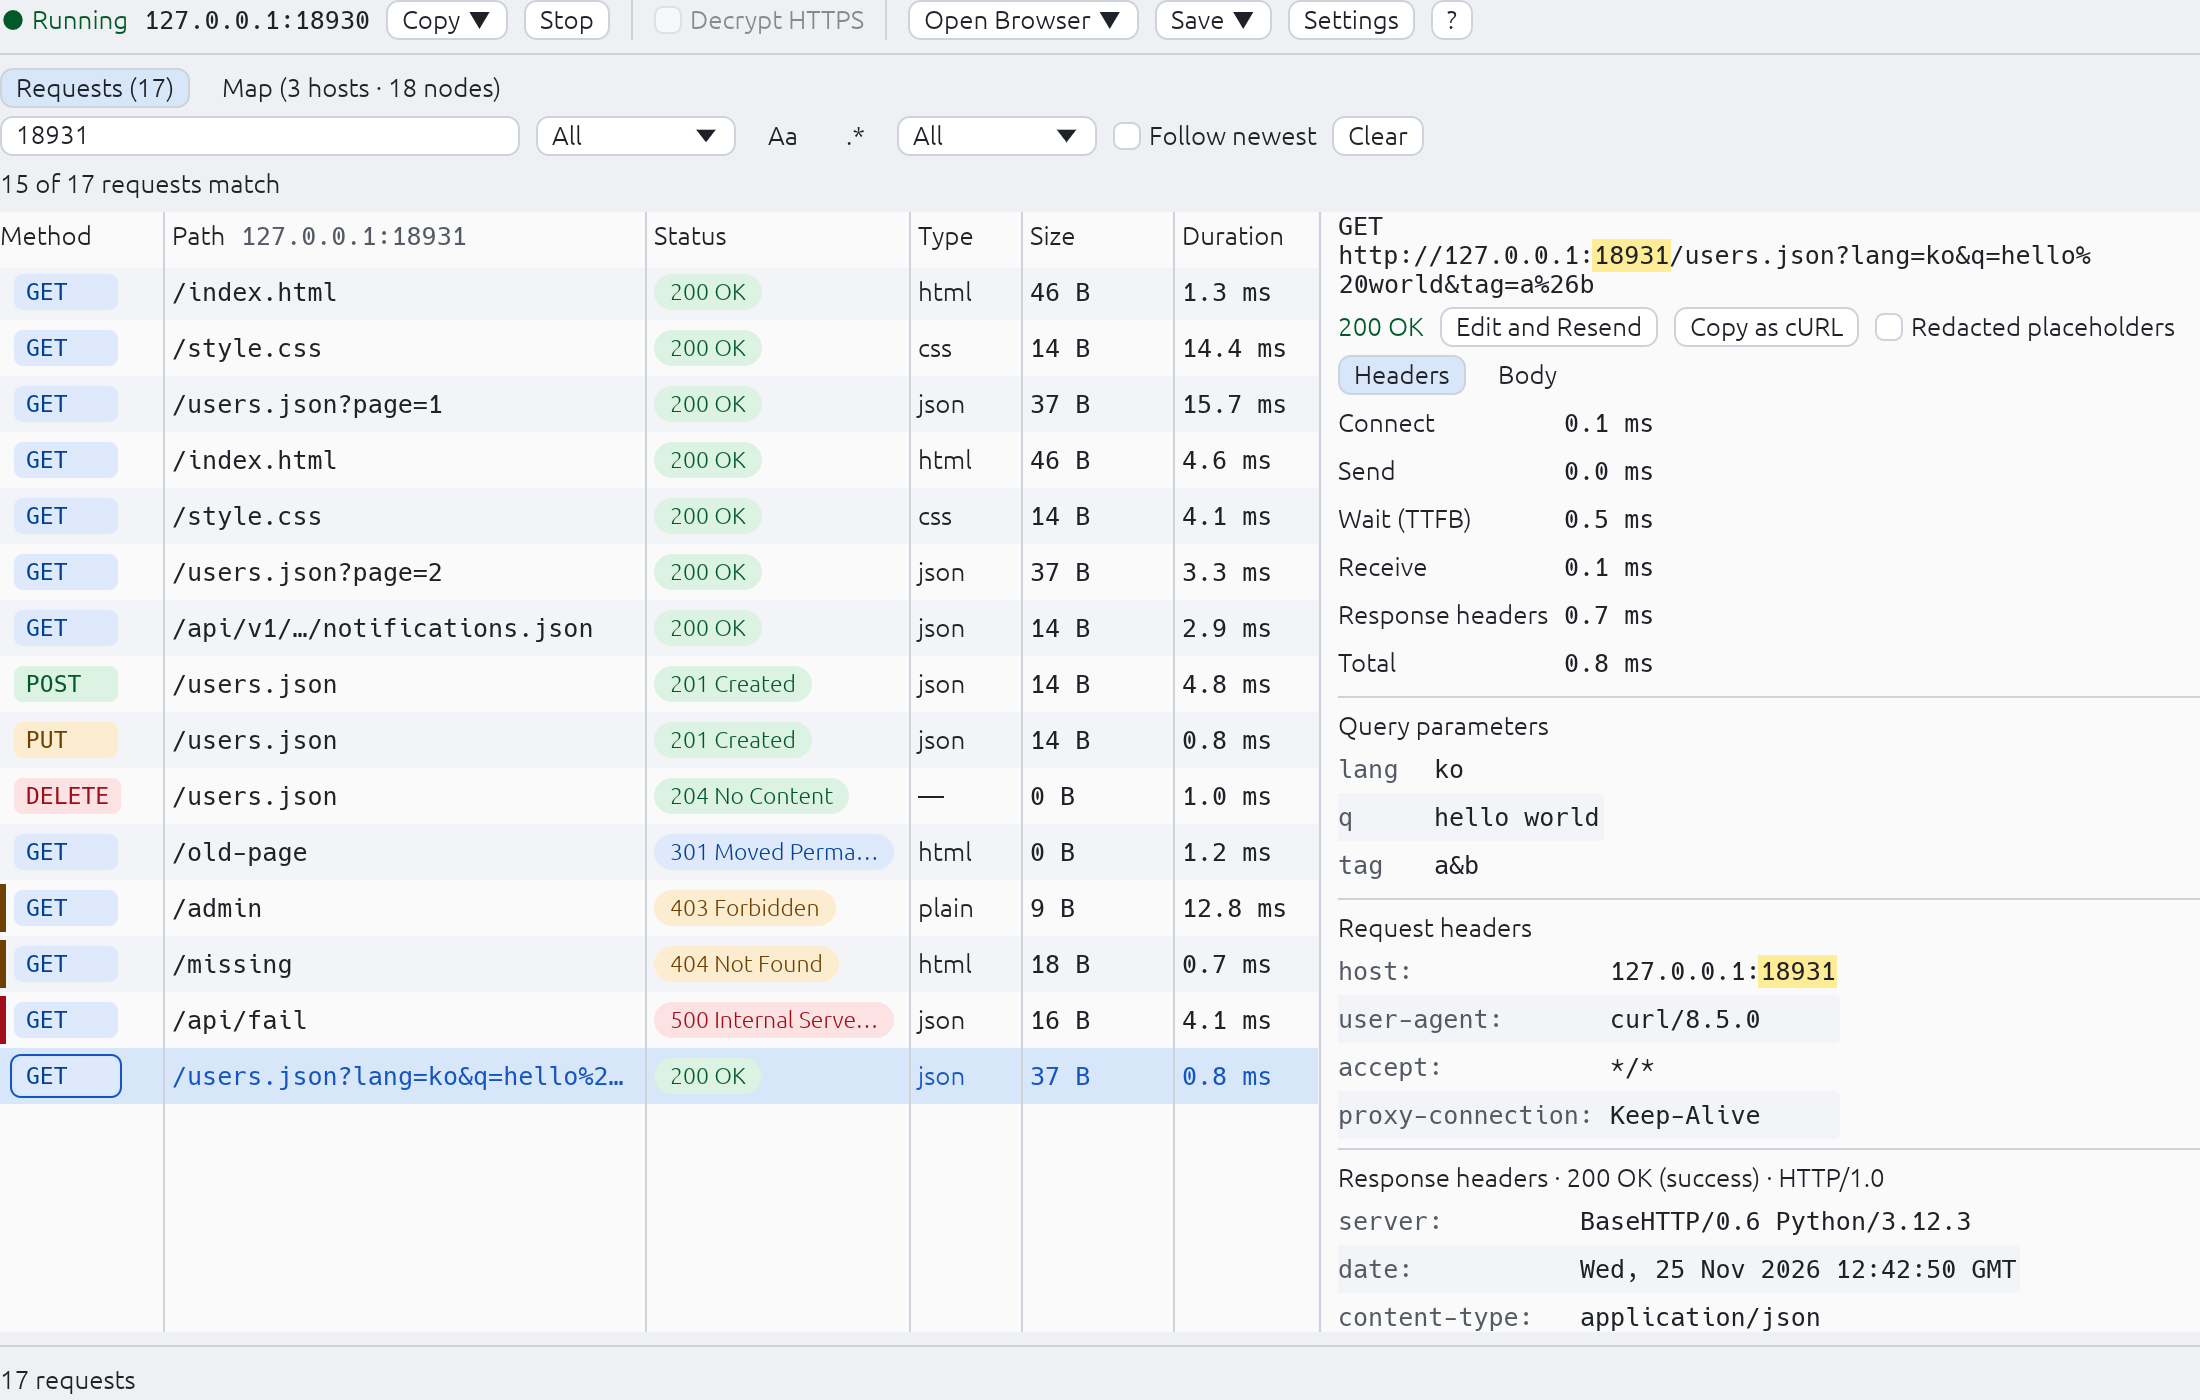 Running 127.0.0.1:18930 Copy ▼ Stop Decrypt HTTPS Open Browser ▼ Save ▼ Settings ?
Requests (17) Map (3 hosts · 18 nodes)
18931 All ▼ Aa .* All ▼ Follow newest Clear
15 of 17 requests match
Method Path 127.0.0.1:18931 Status Type Size Duration
GET /index.html 200 OK html 46 B 1.3 ms
GET /style.css 200 OK css 14 B 14.4 ms
GET /users.json?page=1 200 OK json 37 B 15.7 ms
GET /index.html 200 OK html 46 B 4.6 ms
GET /style.css 200 OK css 14 B 4.1 ms
GET /users.json?page=2 200 OK json 37 B 3.3 ms
GET /api/v1/…/notifications.json 200 OK json 14 B 2.9 ms
POST /users.json 201 Created json 14 B 4.8 ms
PUT /users.json 201 Created json 14 B 0.8 ms
DELETE /users.json 204 No Content — 0 B 1.0 ms
GET /old-page 301 Moved Perma… html 0 B 1.2 ms
GET /admin 403 Forbidden plain 9 B 12.8 ms
GET /missing 404 Not Found html 18 B 0.7 ms
GET /api/fail 500 Internal Serve… json 16 B 4.1 ms
GET /users.json?lang=ko&q=hello%2… 200 OK json 37 B 0.8 ms
GET
http://127.0.0.1:18931/users.json?lang=ko&q=hello%
20world&tag=a%26b
200 OK Edit and Resend Copy as cURL Redacted placeholders
Headers Body
Connect 0.1 ms
Send 0.0 ms
Wait (TTFB) 0.5 ms
Receive 0.1 ms
Response headers 0.7 ms
Total 0.8 ms
Query parameters
lang ko
q hello world
tag a&b
Request headers
host: 127.0.0.1:18931
user-agent: curl/8.5.0
accept: */*
proxy-connection: Keep-Alive
Response headers · 200 OK (success) · HTTP/1.0
server: BaseHTTP/0.6 Python/3.12.3
date: Wed, 25 Nov 2026 12:42:50 GMT
content-type: application/json
17 requests